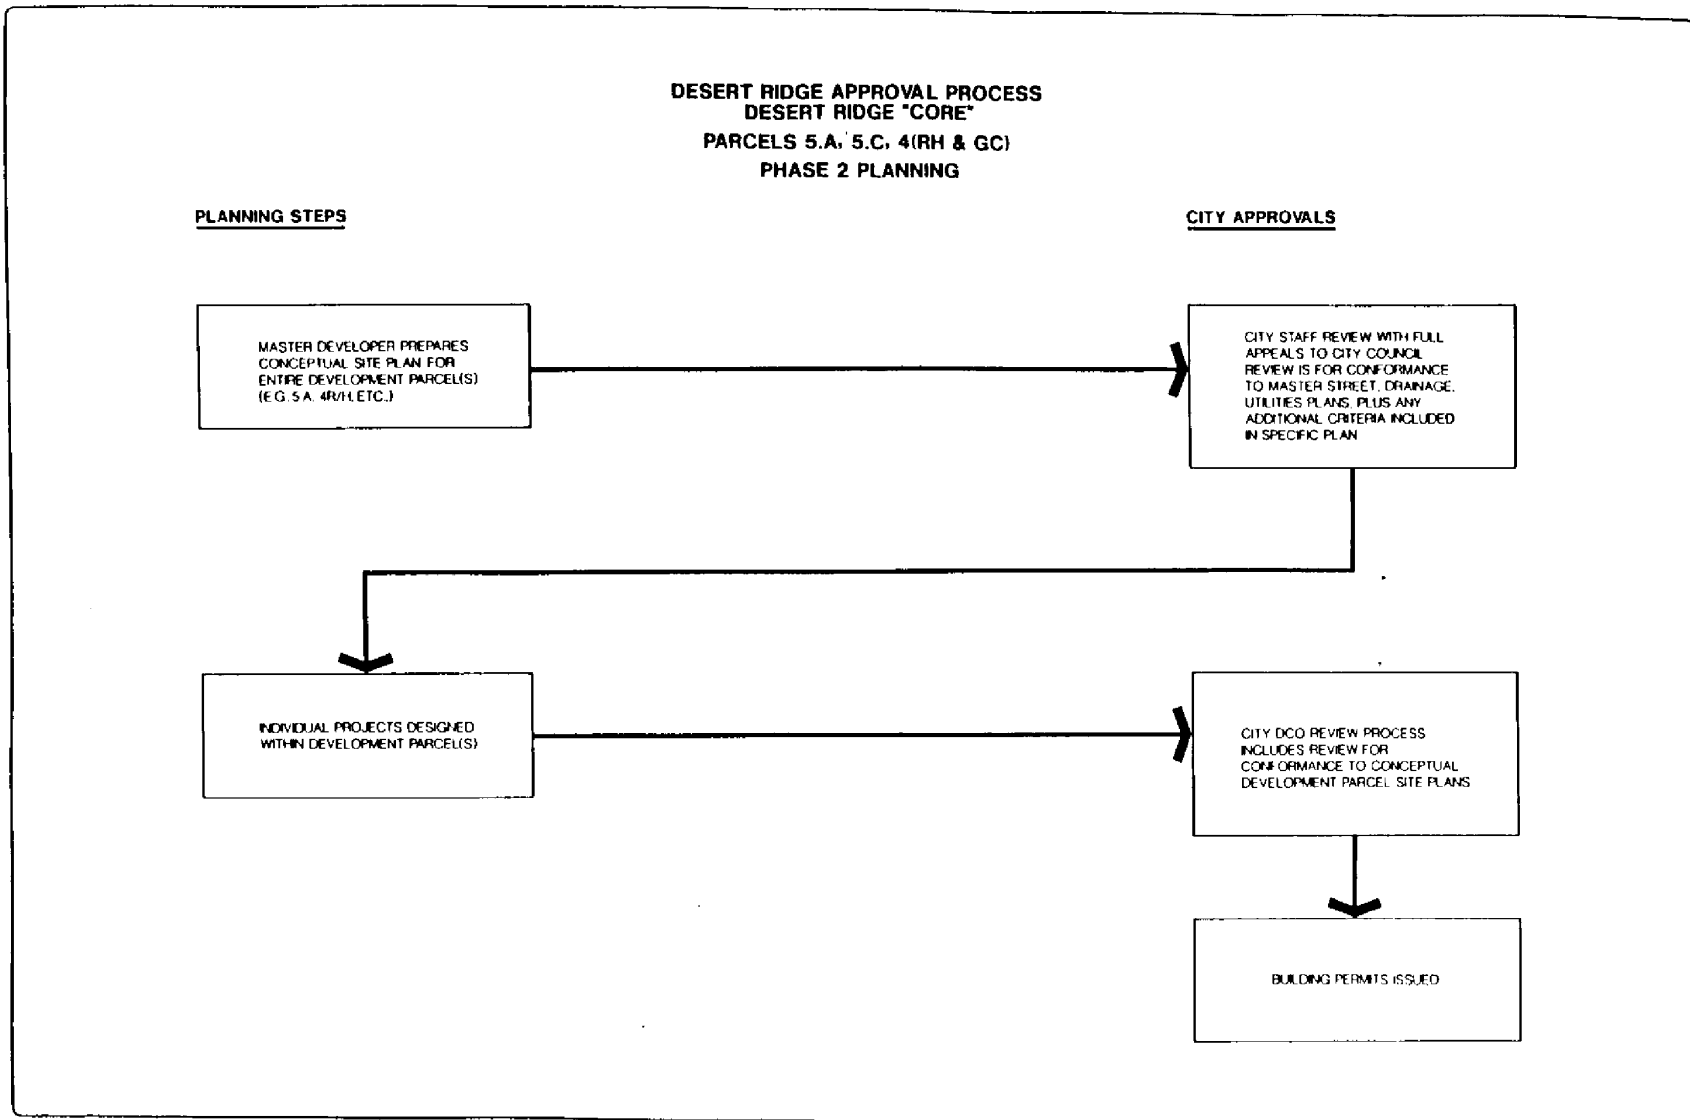 DESERT RIDGE APPROVAL PROCESS
DESERT RIDGE "CORE"
PARCELS 5.A, 5.C, 4(RH & GC)
PHASE 2 PLANNING
PLANNING STEPS
CITY APPROVALS
MASTER DEVELOPER PREPARES
CONCEPTUAL SITE PLAN FOR
ENTIRE DEVELOPMENT PARCEL(S)
(E.G. 5.A, 4R/H, ETC.)
CITY STAFF REVIEW WITH FULL
APPEALS TO CITY COUNCIL
REVIEW IS FOR CONFORMANCE
TO MASTER STREET, DRAINAGE,
UTILITIES PLANS, PLUS ANY
ADDITIONAL CRITERIA INCLUDED
IN SPECIFIC PLAN
INDIVIDUAL PROJECTS DESIGNED
WITHIN DEVELOPMENT PARCEL(S)
CITY DCO REVIEW PROCESS
INCLUDES REVIEW FOR
CONFORMANCE TO CONCEPTUAL
DEVELOPMENT PARCEL SITE PLANS
BUILDING PERMITS ISSUED